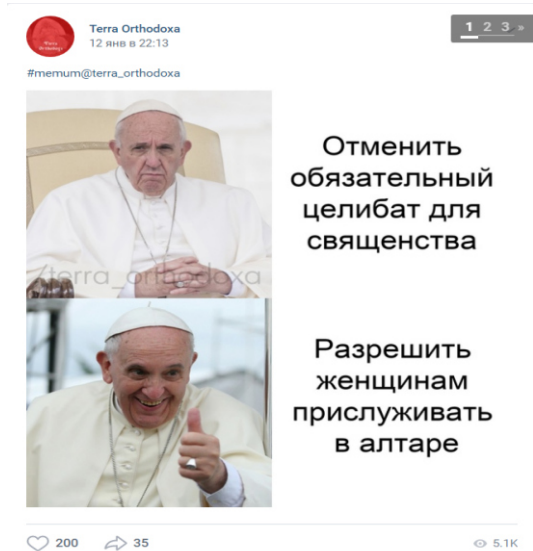 Terra Orthodoxa
12 янв в 22:13
1 2 3 »
#memum@terra_orthodoxa
Отменить
обязательный
целибат для
священства
/terra_orthodoxa
Разрешить
женщинам
прислуживать
в алтаре
200 35 5.1K